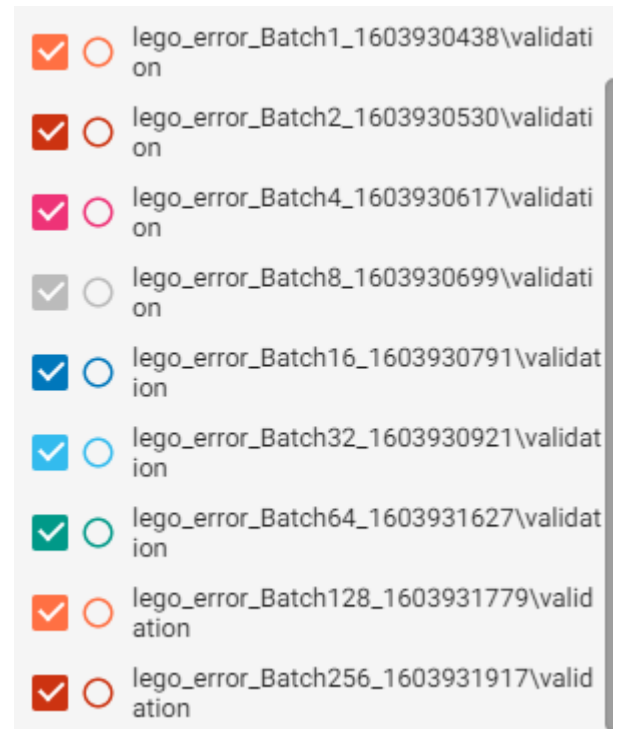 lego_error_Batch1_1603930438\validati
on
lego_error_Batch2_1603930530\validati
on
lego_error_Batch4_1603930617\validati
on
lego_error_Batch8_1603930699\validati
on
lego_error_Batch16_1603930791\validat
ion
lego_error_Batch32_1603930921\validat
ion
lego_error_Batch64_1603931627\validat
ion
lego_error_Batch128_1603931779\valid
ation
lego_error_Batch256_1603931917\valid
ation